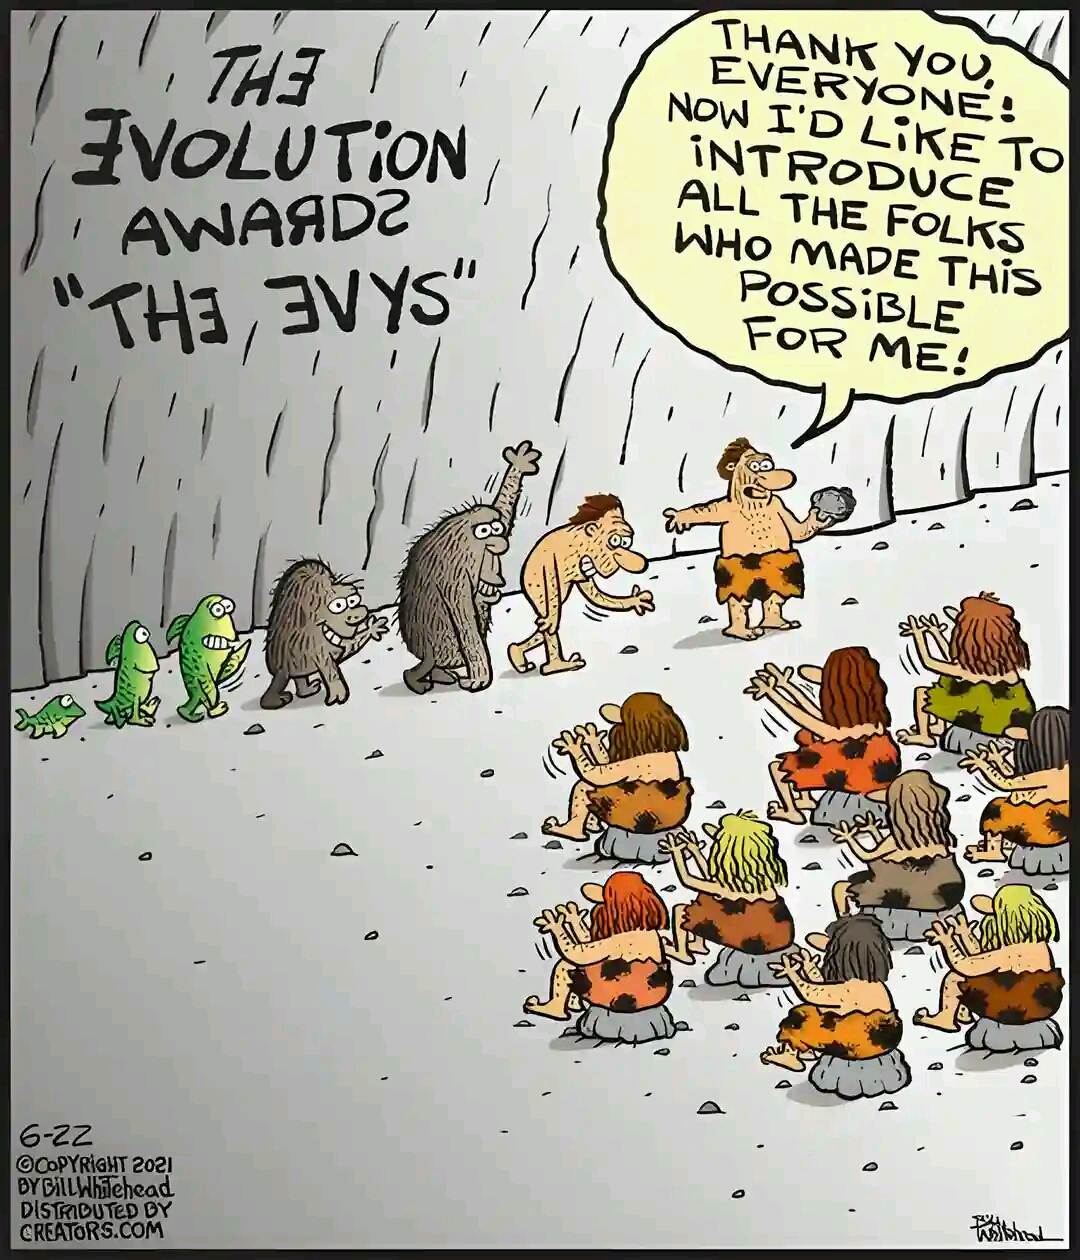 THE
EVOLUTION
AWARDS
"THE EVYS"
THANK YOU,
EVERYONE!
NOW I'D LiKE TO
iNTRODUCE
ALL THE FOLKS
WHO MADE THiS
POSSiBLE
FOR ME!
6-22
©COPYRiGHT 2021
BY Bill Whitehead
DISTRIBUTED BY
CREATORS.COM